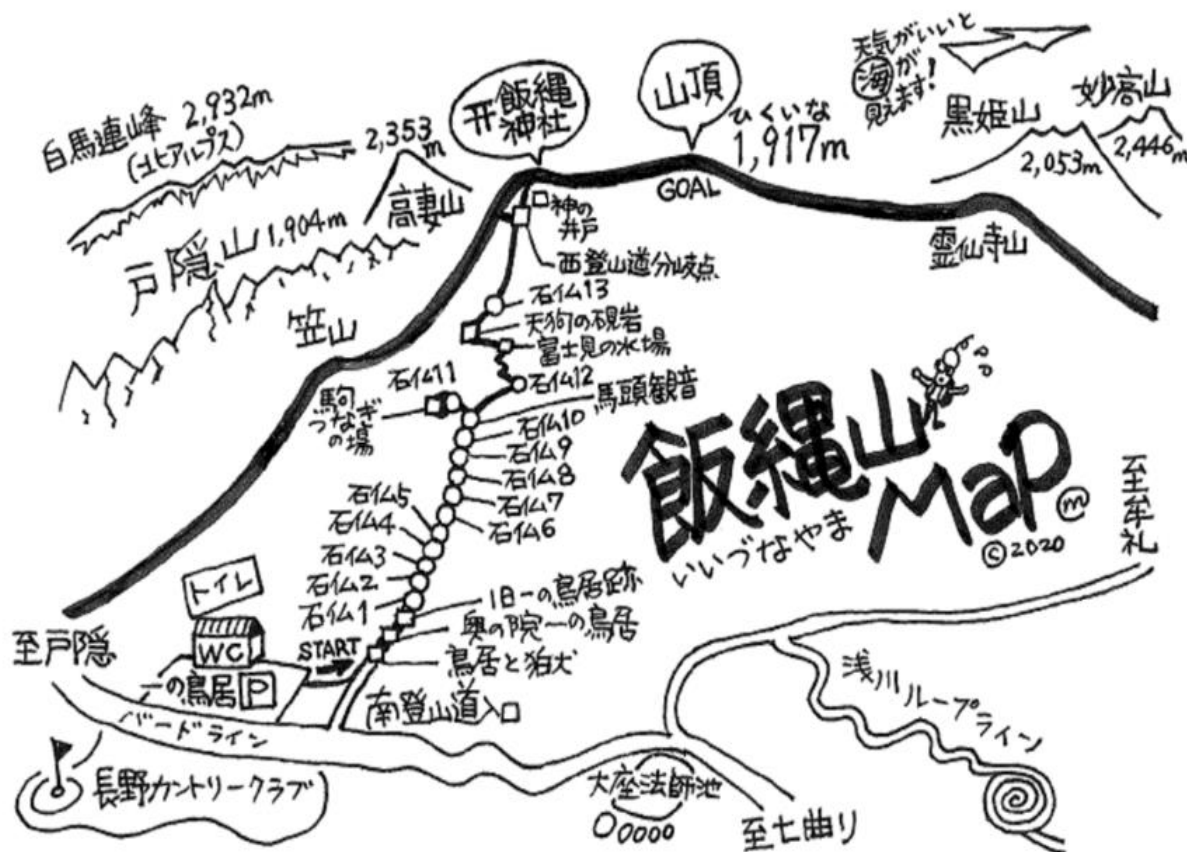 天気がいいと
海が
見えます!
妙高山
2,446m
黒姫山
2,053m
山頂
ひくいな
1,917m
GOAL
飯縄
神社
白馬連峰 2,932m
(北アルプス)
2,353m
高妻山
戸隠山 1,904m
笠山
霊仙寺山
神の
井戸
西登山道分岐点
石仏13
天狗の硯岩
富士見の水場
石仏12
石仏11
駒
つなぎ
の場
馬頭観音
石仏10
石仏9
石仏8
石仏7
石仏6
石仏5
石仏4
石仏3
石仏2
石仏1
旧一の鳥居跡
奥の院一の鳥居
鳥居と狛犬
南登山道入口
START
トイレ
WC
一の鳥居 P
至戸隠
バードライン
長野カントリークラブ
飯縄山
MaP
いいづなやま
m
©2020
至牟礼
浅川ループライン
大座法師池
至七曲り